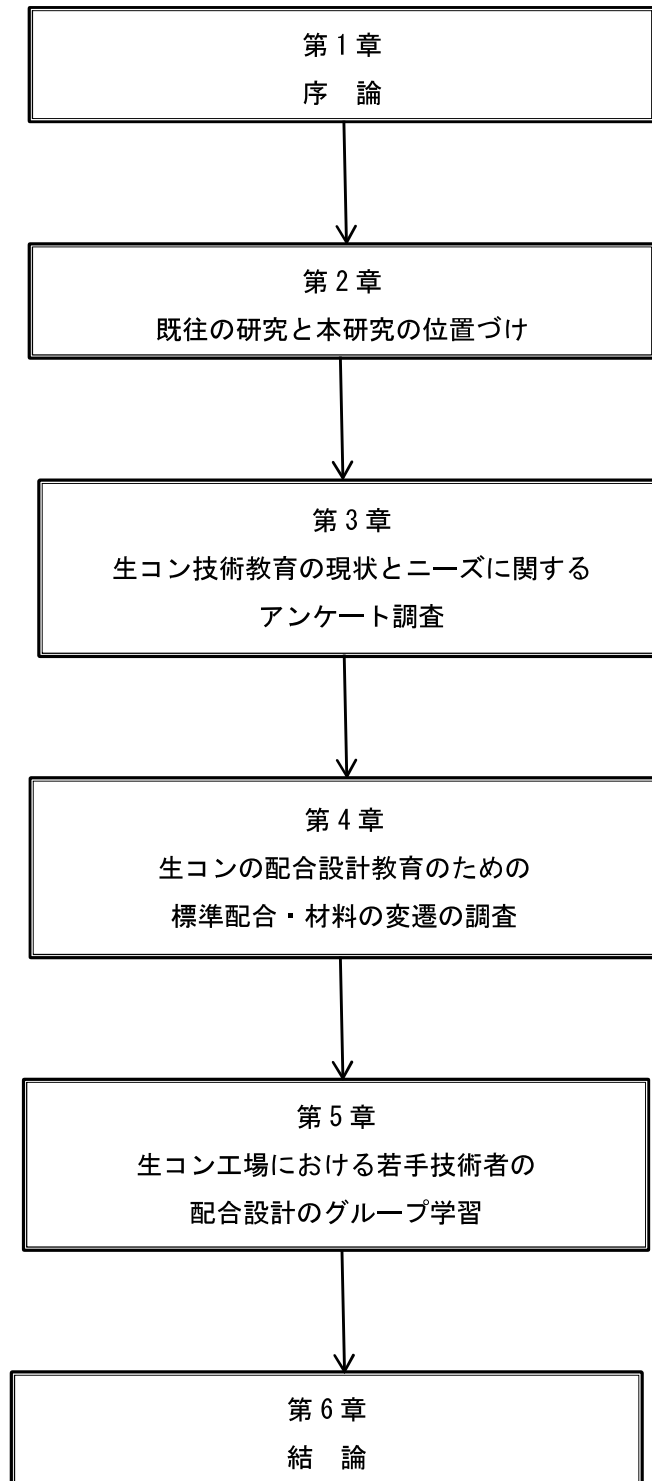 第1章
序　論
第2章
既往の研究と本研究の位置づけ
第3章
生コン技術教育の現状とニーズに関する
アンケート調査
第4章
生コンの配合設計教育のための
標準配合・材料の変遷の調査
第5章
生コン工場における若手技術者の
配合設計のグループ学習
第6章
結　論